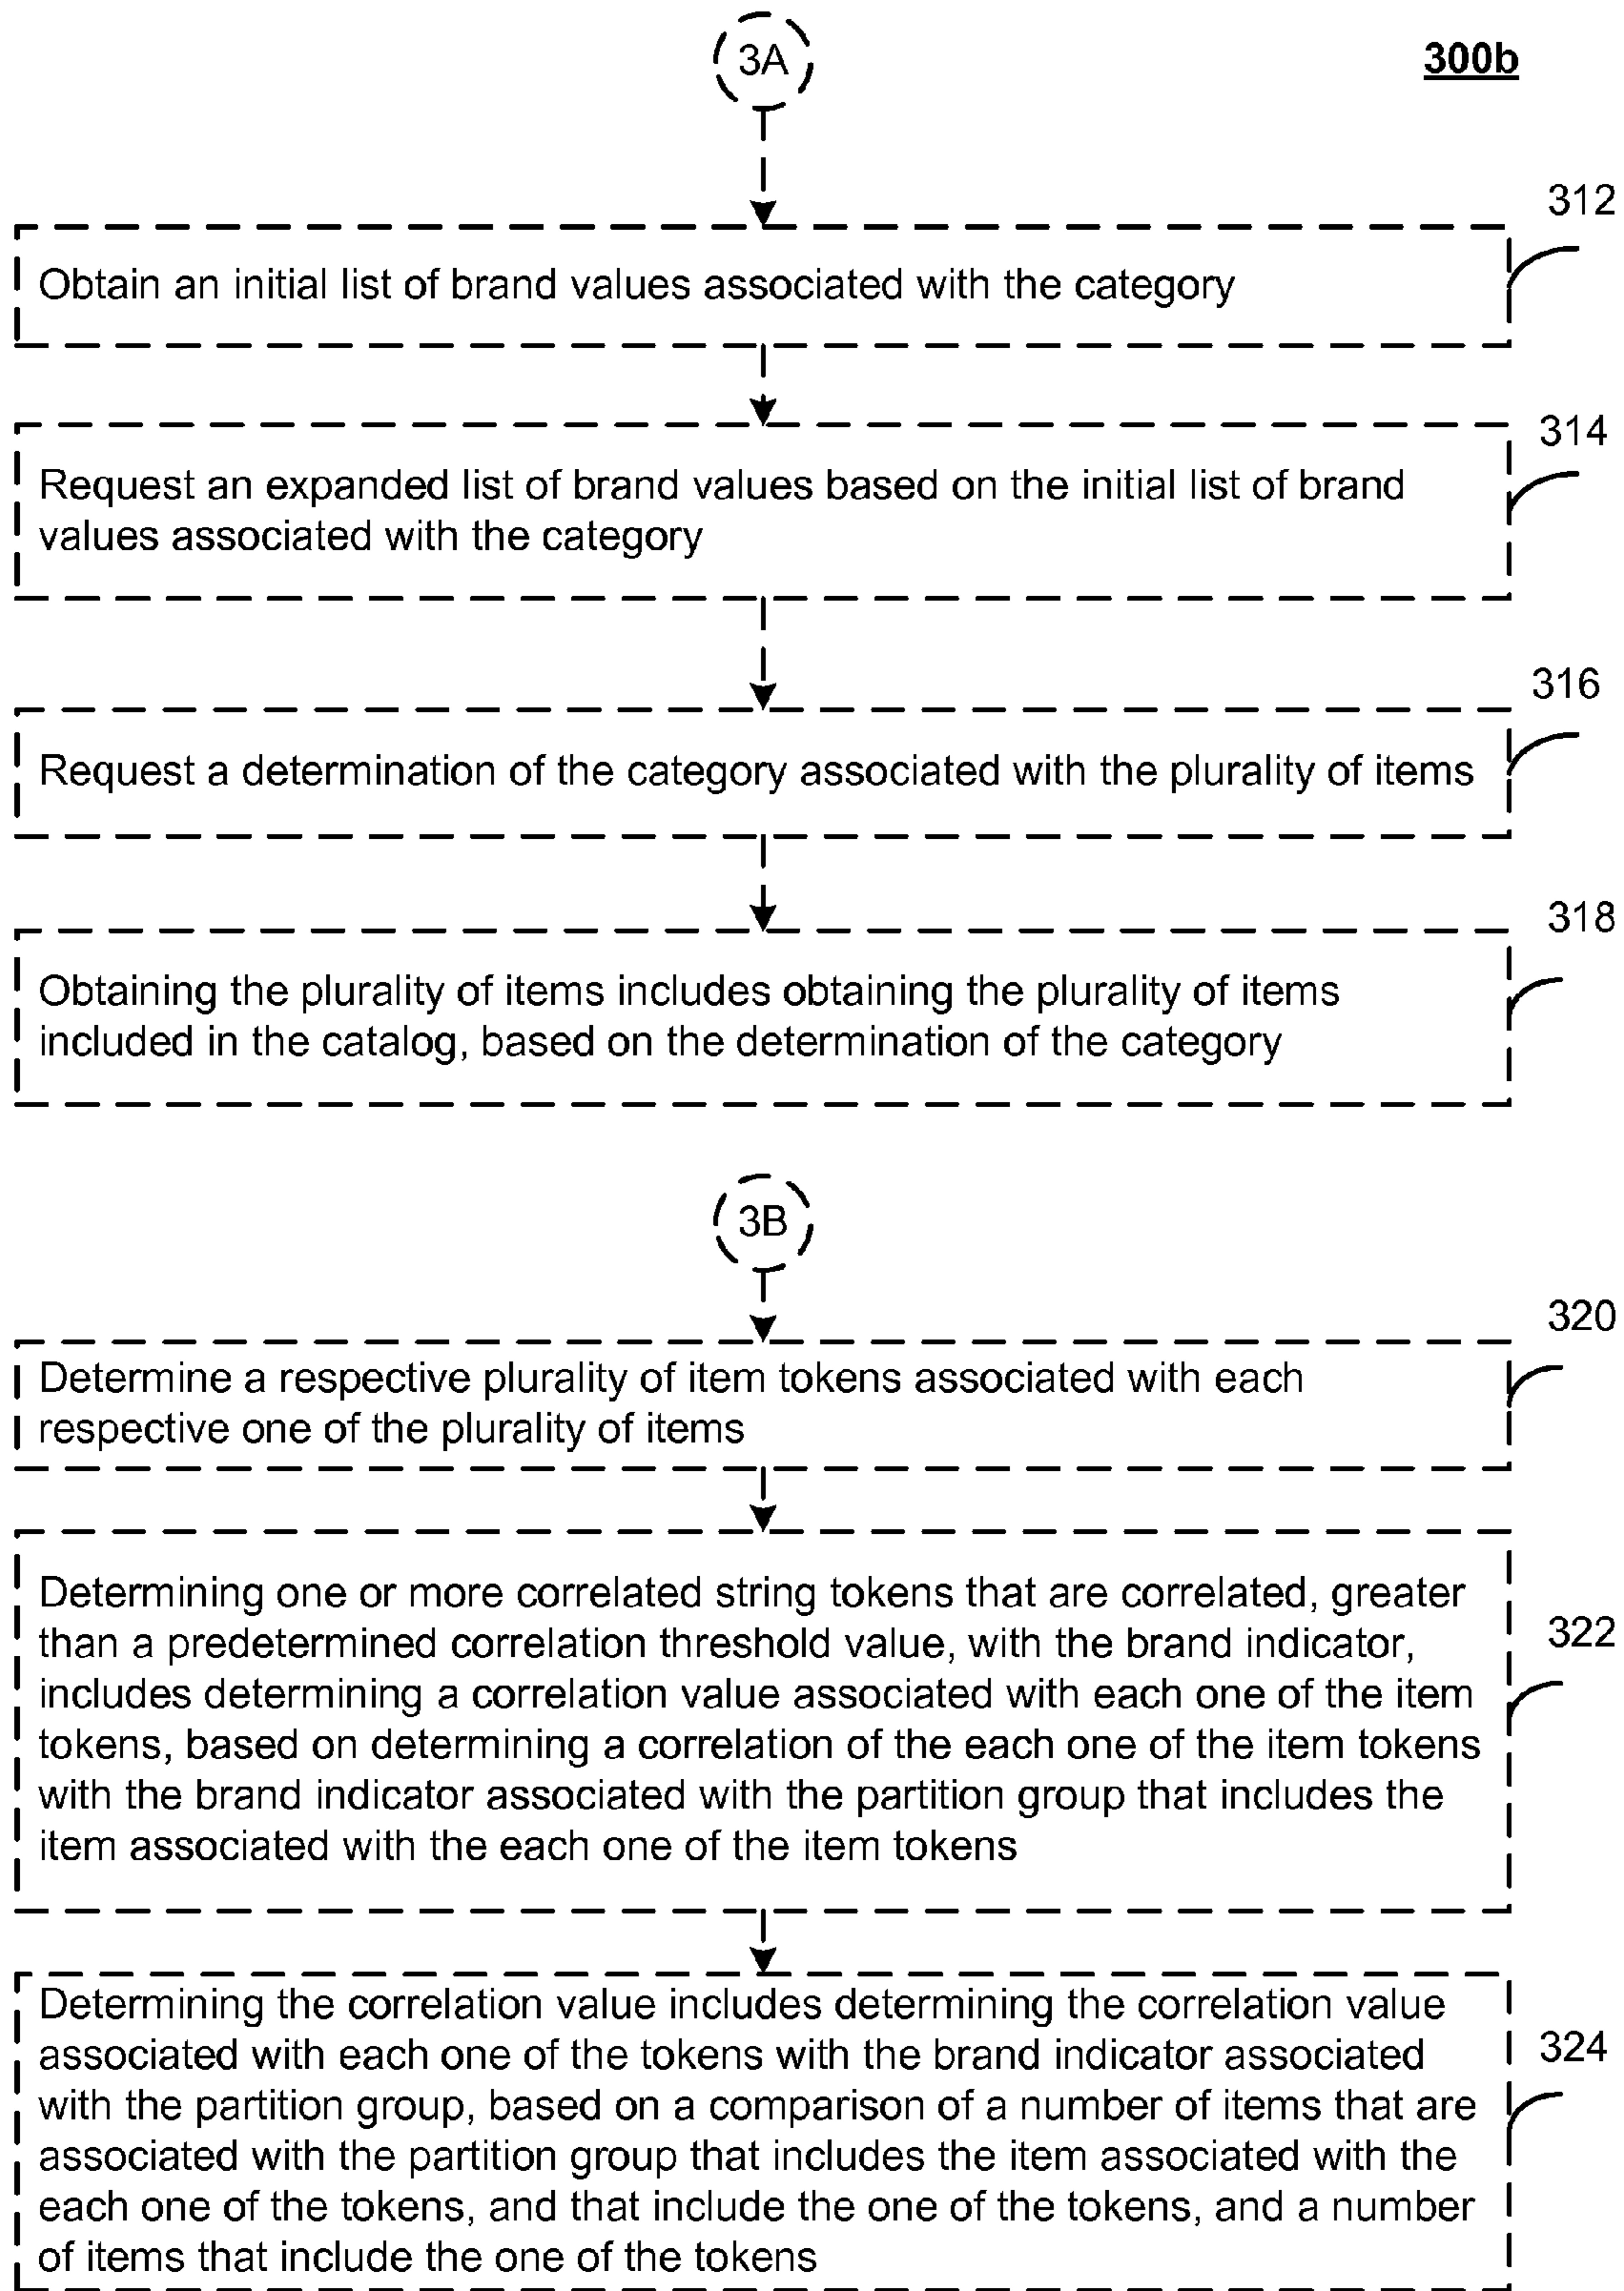 3A
300b
312
Obtain an initial list of brand values associated with the category
314
Request an expanded list of brand values based on the initial list of brand
values associated with the category
316
Request a determination of the category associated with the plurality of items
318
Obtaining the plurality of items includes obtaining the plurality of items
included in the catalog, based on the determination of the category
3B
320
Determine a respective plurality of item tokens associated with each
respective one of the plurality of items
322
Determining one or more correlated string tokens that are correlated, greater
than a predetermined correlation threshold value, with the brand indicator,
includes determining a correlation value associated with each one of the item
tokens, based on determining a correlation of the each one of the item tokens
with the brand indicator associated with the partition group that includes the
item associated with the each one of the item tokens
324
Determining the correlation value includes determining the correlation value
associated with each one of the tokens with the brand indicator associated
with the partition group, based on a comparison of a number of items that are
associated with the partition group that includes the item associated with the
each one of the tokens, and that include the one of the tokens, and a number
of items that include the one of the tokens